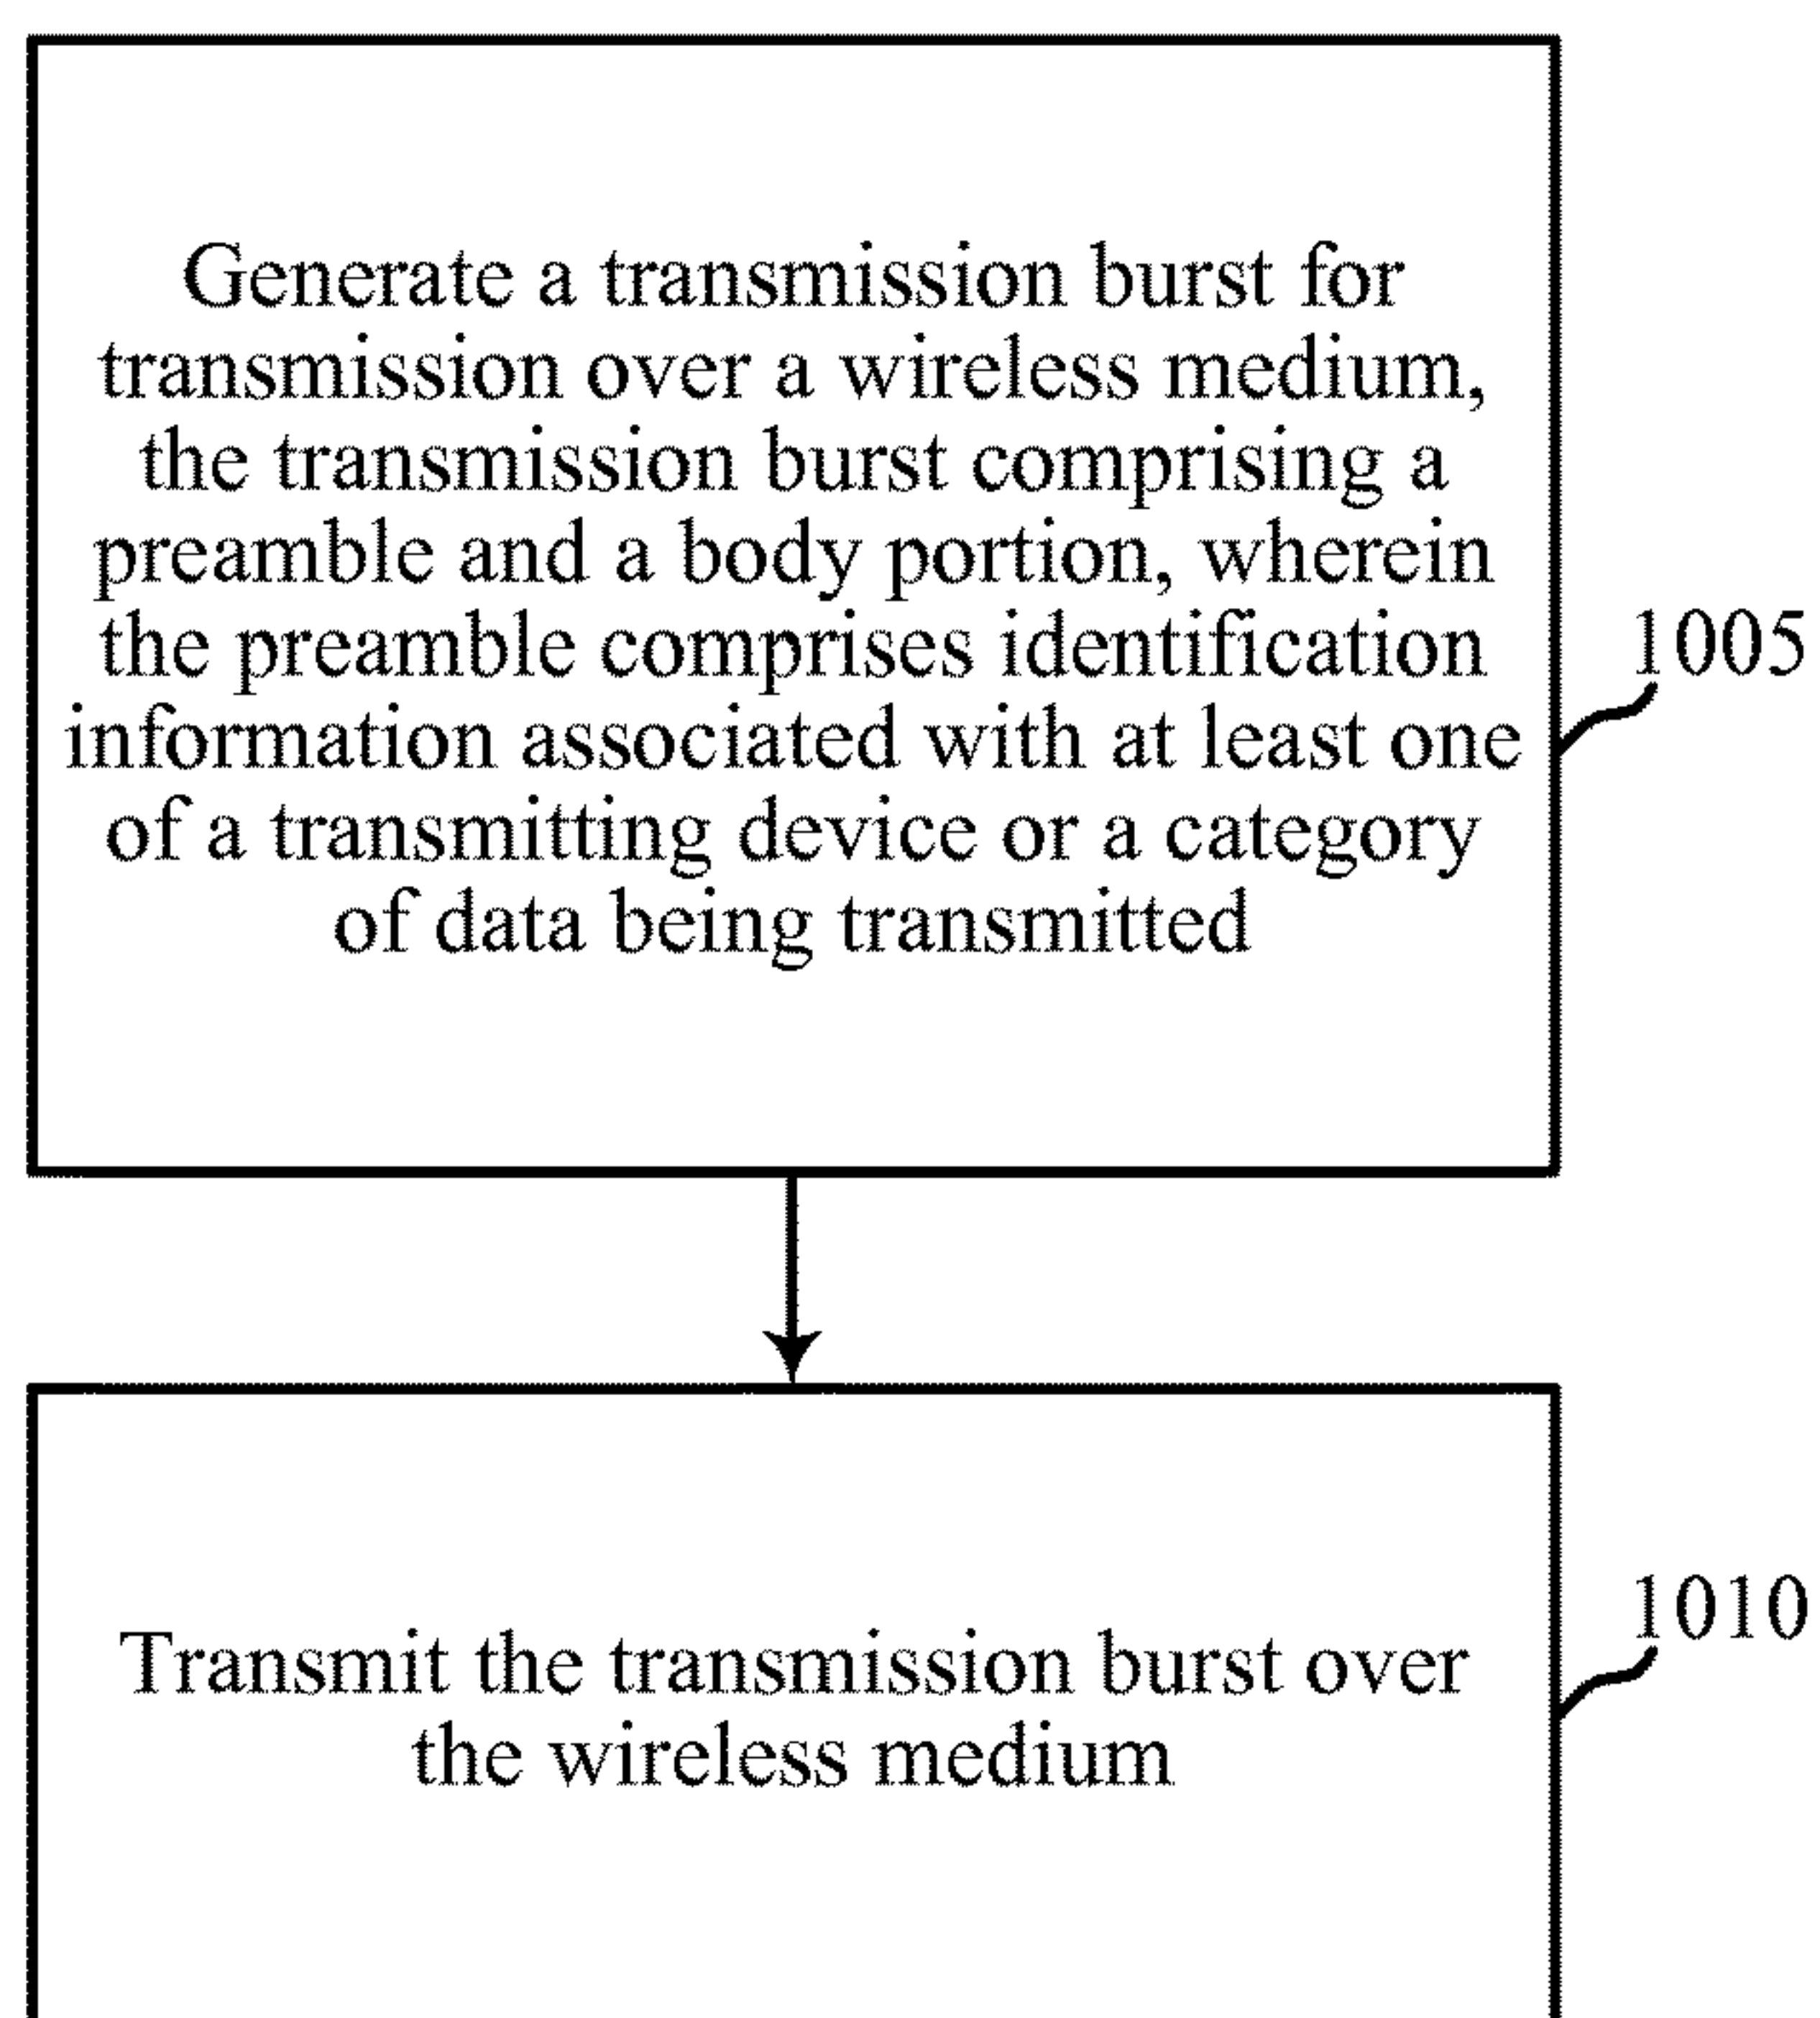 Generate a transmission burst for
transmission over a wireless medium,
the transmission burst comprising a
preamble and a body portion, wherein
the preamble comprises identification
information associated with at least one
of a transmitting device or a category
of data being transmitted
1005
Transmit the transmission burst over
the wireless medium
1010